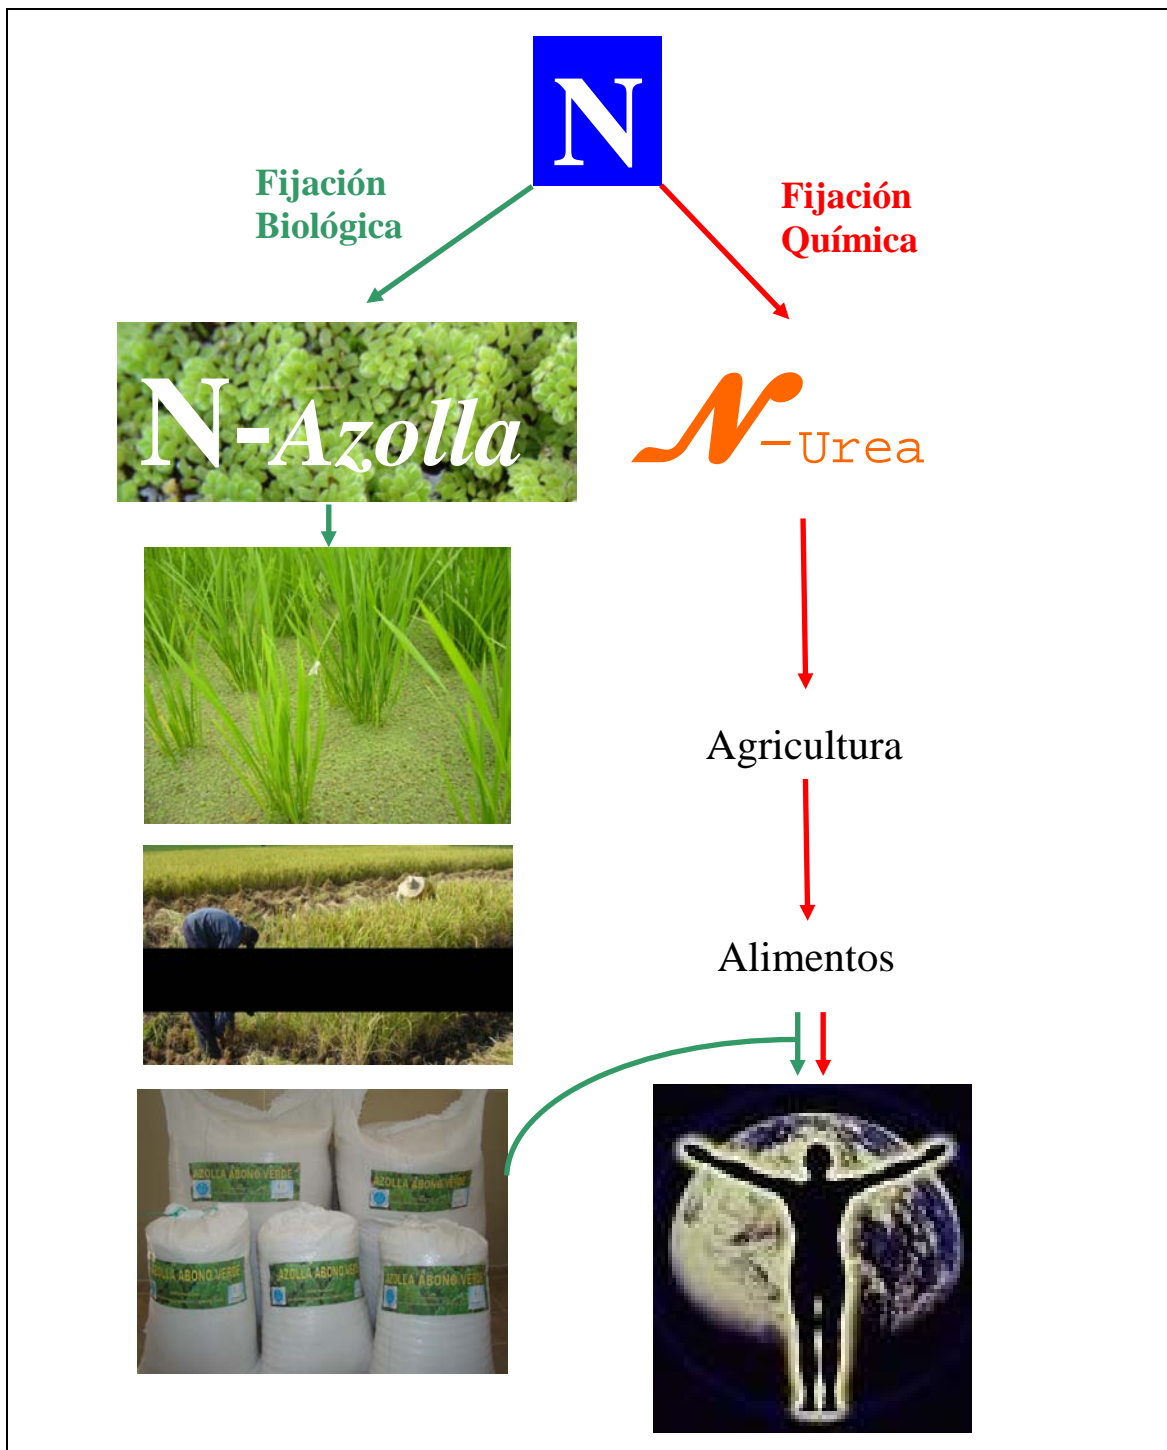 N
Fijación
Biológica
Fijación
Química
N-Azolla
N-Urea
Agricultura
Alimentos
AZOLLA ABONO VERDE
AZOLLA ABONO VERDE
AZOLLA ABONO VERDE
AZOLLA ABONO VERDE
AZOLLA ABONO VERDE